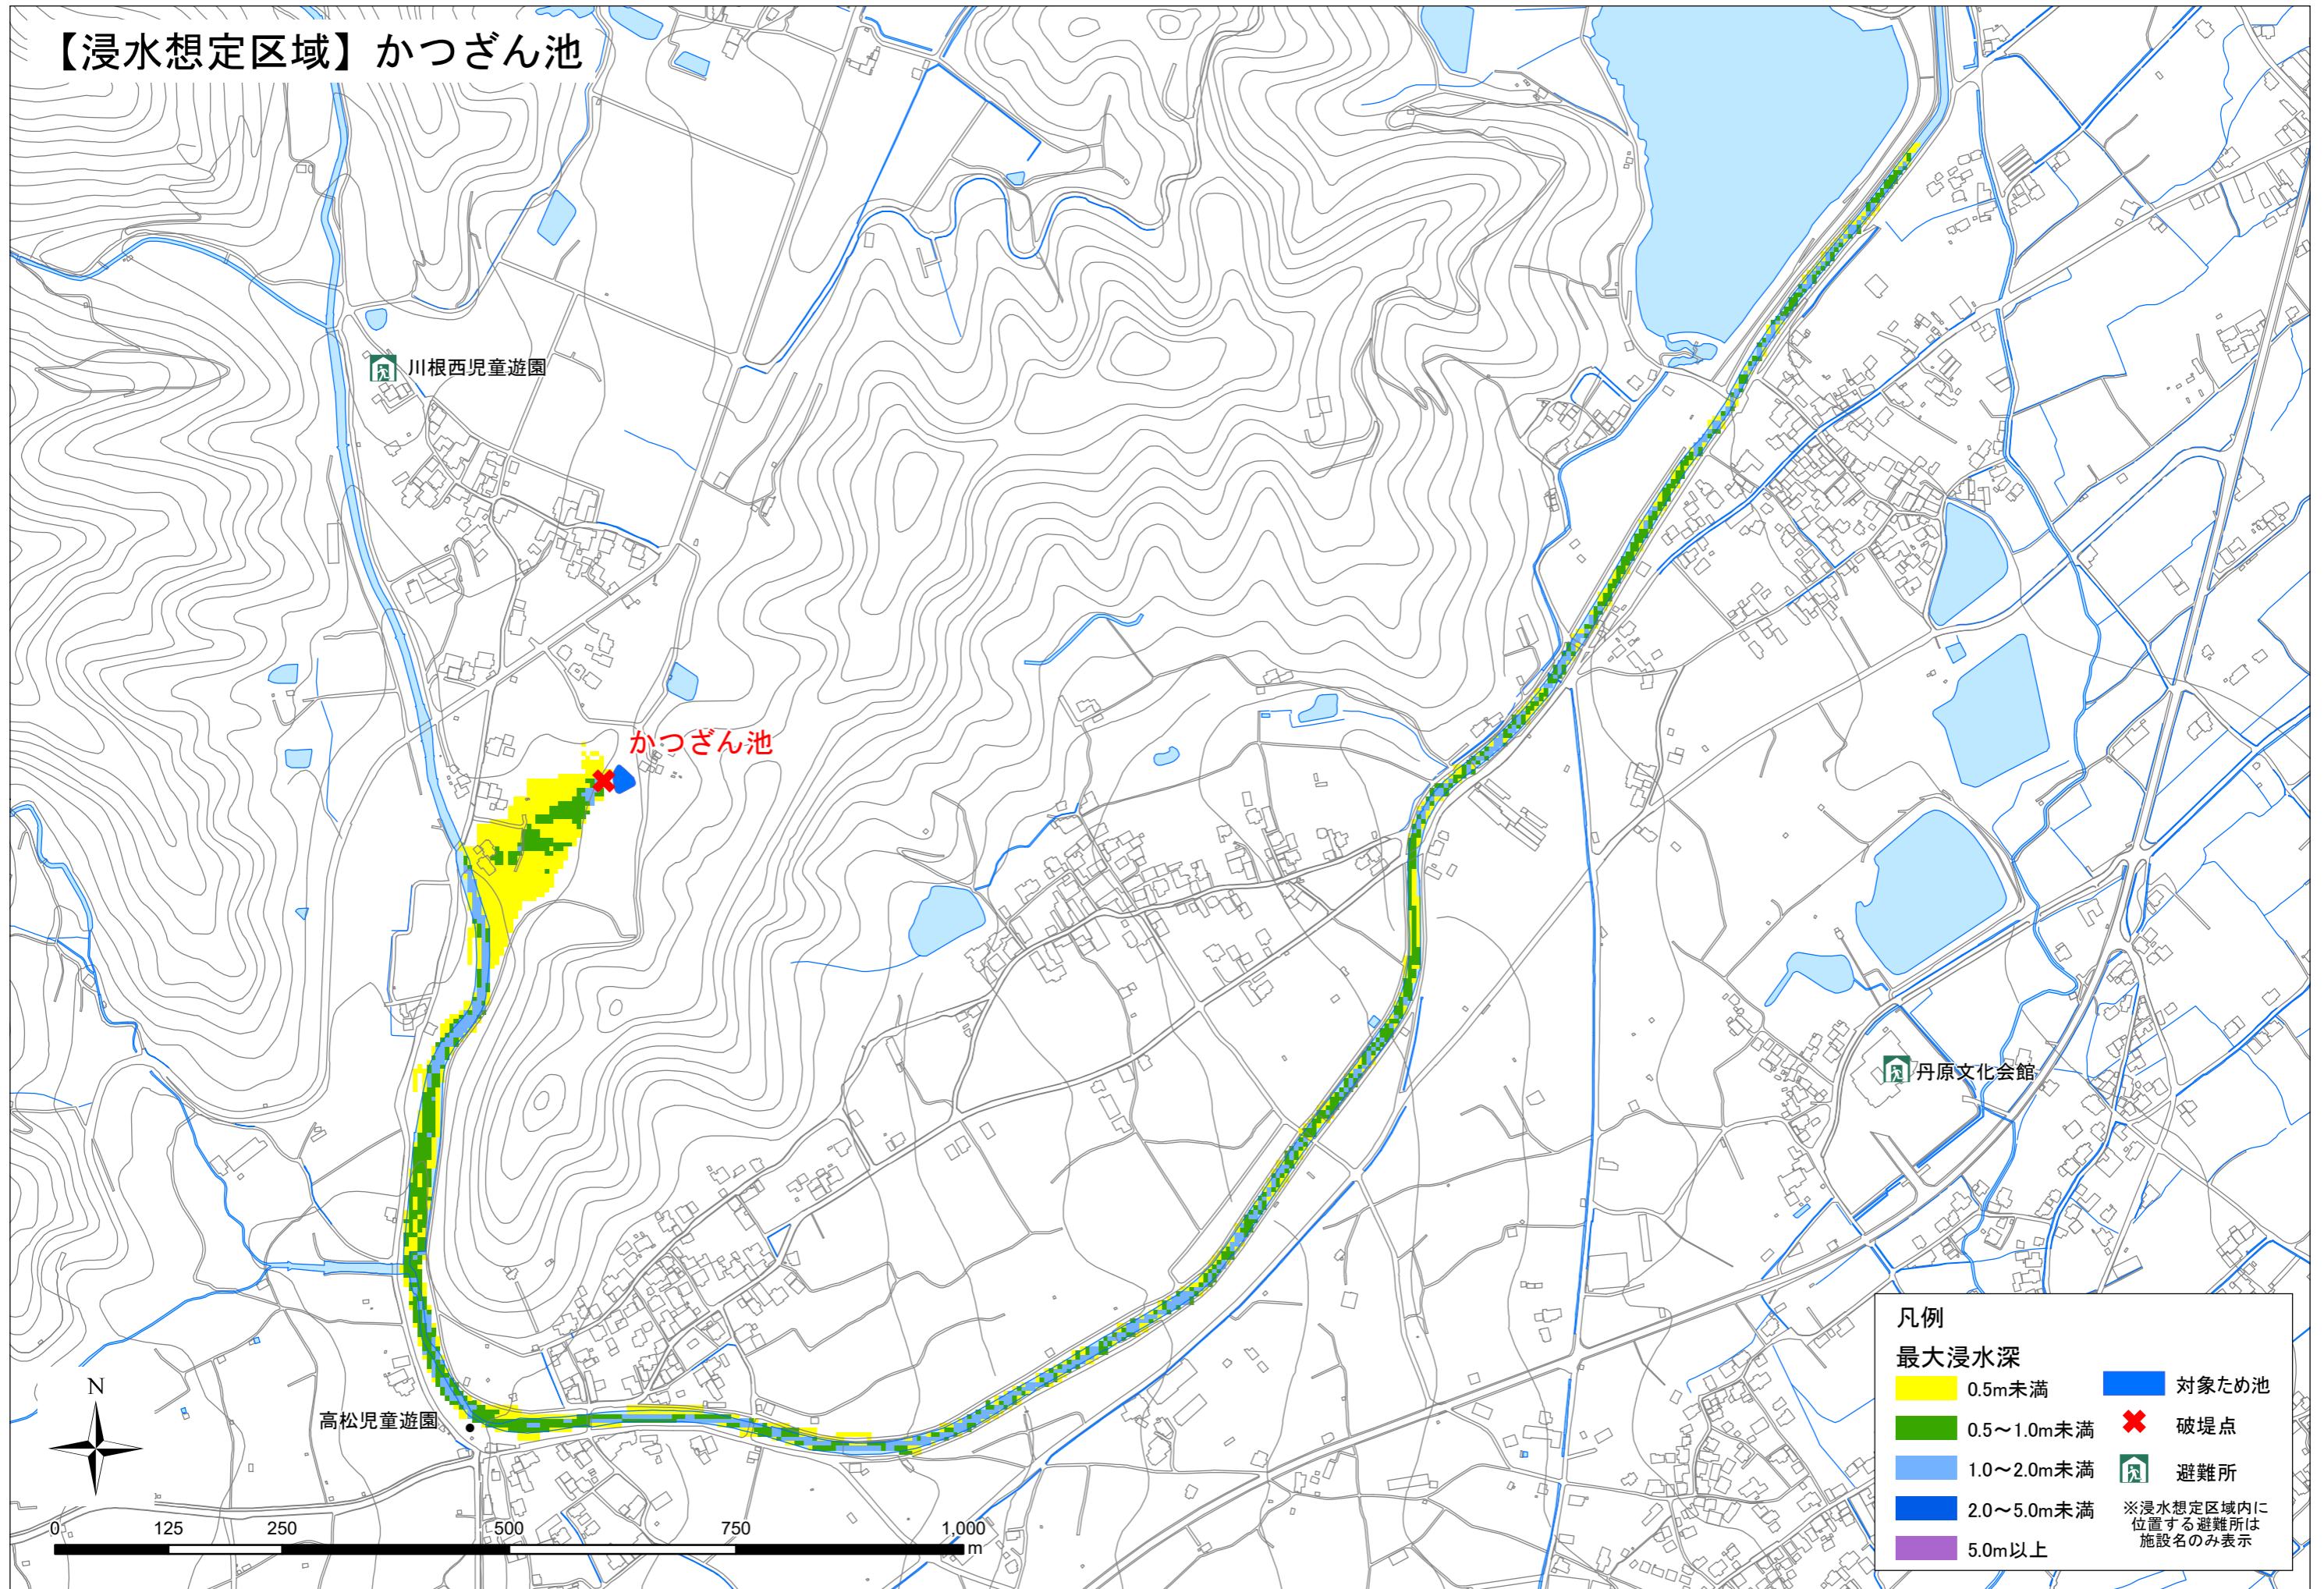 【浸水想定区域】かつざん池
川根西児童遊園
かつざん池
丹原文化会館
高松児童遊園
N
0 125 250 500 750 1,000
m
凡例
最大浸水深
0.5m未満
0.5～1.0m未満
1.0～2.0m未満
2.0～5.0m未満
5.0m以上
対象ため池
破堤点
避難所
※浸水想定区域内に
位置する避難所は
施設名のみ表示